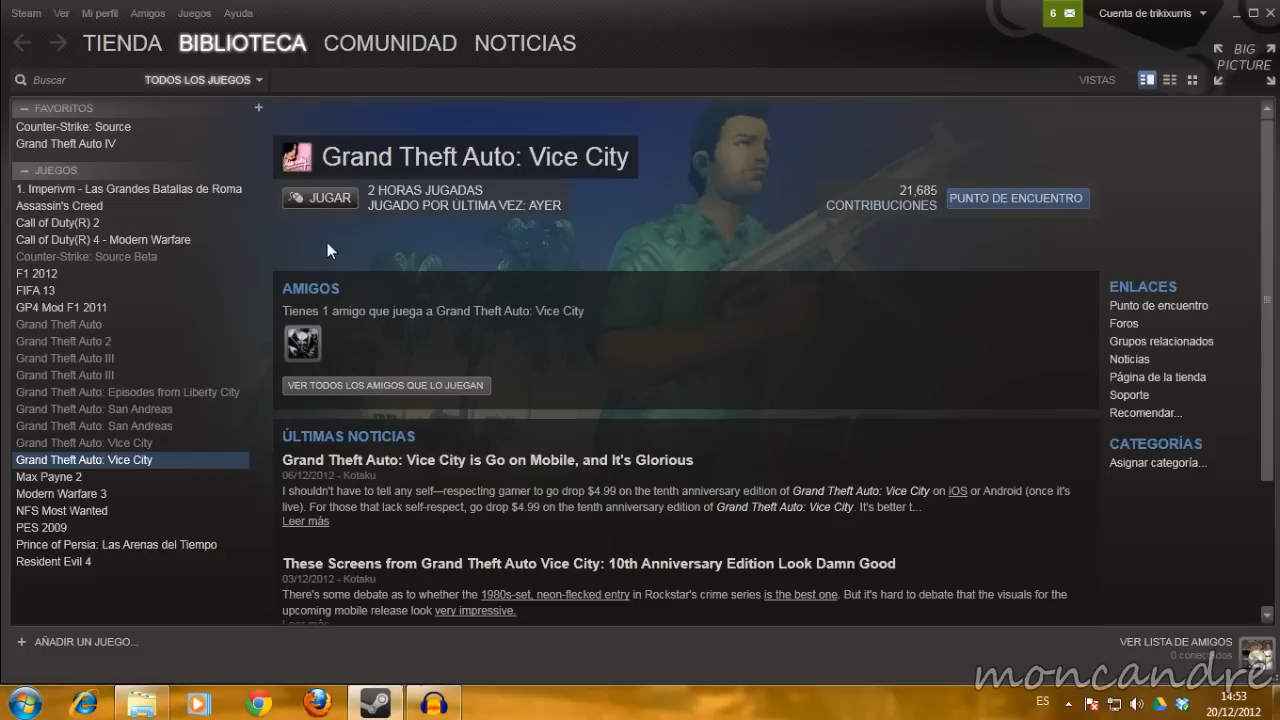 Steam Ver Mi perfil Amigos Juegos Ayuda
6 Cuenta de trikixurris
TIENDA BIBLIOTECA COMUNIDAD NOTICIAS
BIG
PICTURE
Buscar TODOS LOS JUEGOS
VISTAS
— FAVORITOS +
Counter-Strike: Source
Grand Theft Auto IV
— JUEGOS
1. Imperivm - Las Grandes Batallas de Roma
Assassin's Creed
Call of Duty(R) 2
Call of Duty(R) 4 - Modern Warfare
Counter-Strike: Source Beta
F1 2012
FIFA 13
GP4 Mod F1 2011
Grand Theft Auto
Grand Theft Auto 2
Grand Theft Auto III
Grand Theft Auto III
Grand Theft Auto: Episodes from Liberty City
Grand Theft Auto: San Andreas
Grand Theft Auto: San Andreas
Grand Theft Auto: Vice City
Grand Theft Auto: Vice City
Max Payne 2
Modern Warfare 3
NFS Most Wanted
PES 2009
Prince of Persia: Las Arenas del Tiempo
Resident Evil 4
+ AÑADIR UN JUEGO...
Grand Theft Auto: Vice City
JUGAR
2 HORAS JUGADAS
JUGADO POR ÚLTIMA VEZ: AYER
21,685
CONTRIBUCIONES
PUNTO DE ENCUENTRO
AMIGOS
Tienes 1 amigo que juega a Grand Theft Auto: Vice City
VER TODOS LOS AMIGOS QUE LO JUEGAN
ÚLTIMAS NOTICIAS
Grand Theft Auto: Vice City is Go on Mobile, and It's Glorious
06/12/2012 - Kotaku
I shouldn't have to tell any self—respecting gamer to go drop $4.99 on the tenth anniversary edition of Grand Theft Auto: Vice City on iOS or Android (once it's
live). For those that lack self-respect, go drop $4.99 on the tenth anniversary edition of Grand Theft Auto: Vice City. It's better t...
Leer más
These Screens from Grand Theft Auto Vice City: 10th Anniversary Edition Look Damn Good
03/12/2012 - Kotaku
There's some debate as to whether the 1980s-set, neon-flecked entry in Rockstar's crime series is the best one. But it's hard to debate that the visuals for the
upcoming mobile release look very impressive.
Leer más
ENLACES
Punto de encuentro
Foros
Grupos relacionados
Noticias
Página de la tienda
Soporte
Recomendar...
CATEGORÍAS
Asignar categoría...
VER LISTA DE AMIGOS
0 conectados
moncandre
ES
14:53
20/12/2012